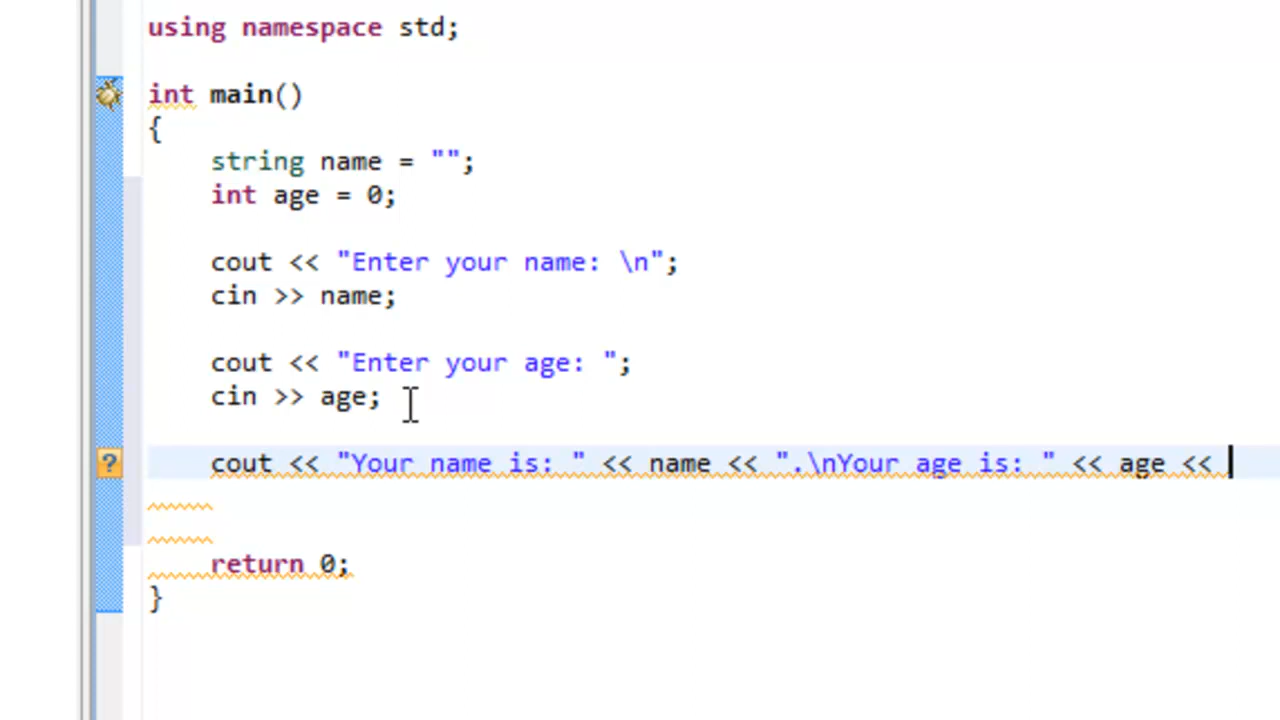 using namespace std;
int main()
{
string name = "";
int age = 0;
cout << "Enter your name: \n";
cin >> name;
cout << "Enter your age: ";
cin >> age;
? cout << "Your name is: " << name << ".\nYour age is: " << age <<
return 0;
}